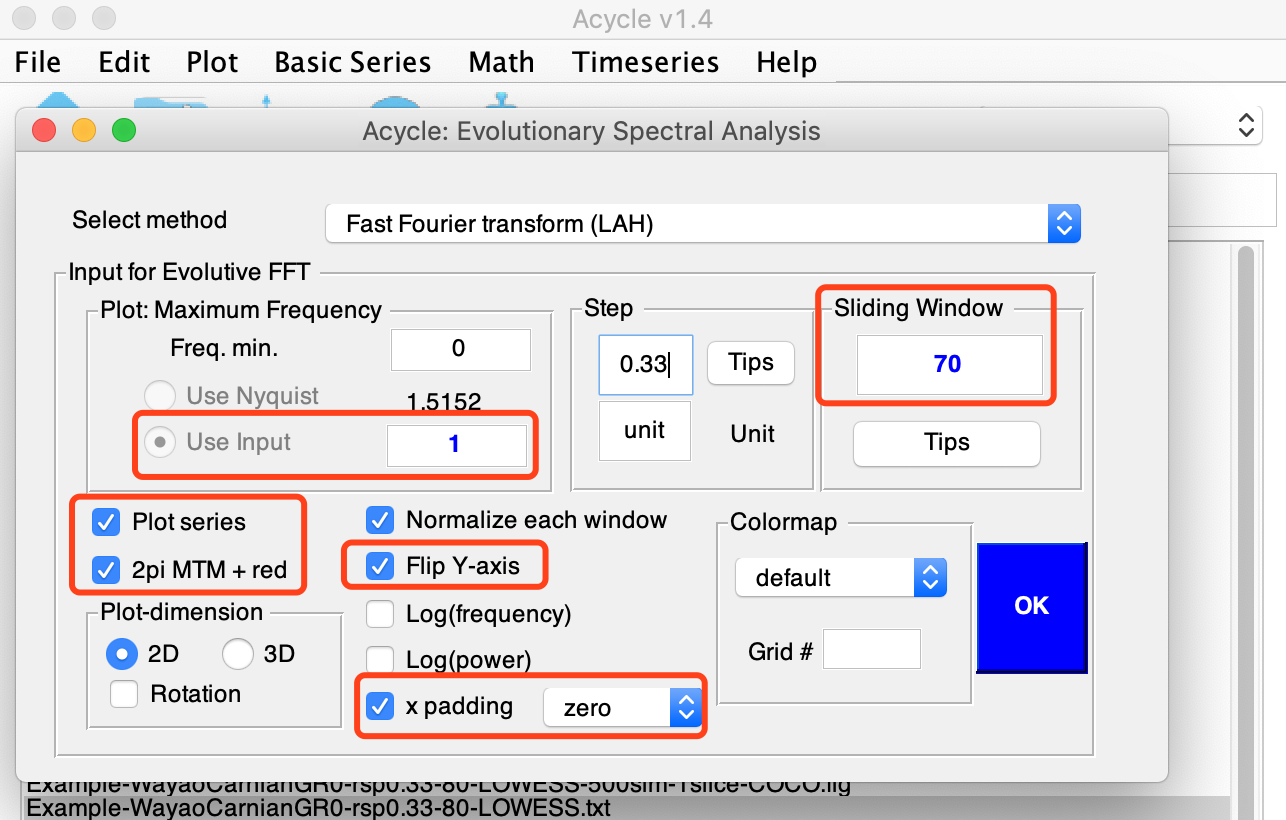 Acycle v1.4
File Edit Plot Basic Series Math Timeseries Help
Acycle: Evolutionary Spectral Analysis
Select method Fast Fourier transform (LAH)
Input for Evolutive FFT
Plot: Maximum Frequency Step Sliding Window
Freq. min. 0
0.33 Tips 70
Use Nyquist 1.5152
Use Input 1 unit Unit Tips
Plot series Normalize each window Colormap
2pi MTM + red Flip Y-axis default
Plot-dimension Log(frequency) OK
2D 3D Log(power) Grid #
Rotation x padding zero
Example-WayaoCarnianGR0-rsp0.33-80-LOWESS-500sim-1slice-COCO.fig
Example-WayaoCarnianGR0-rsp0.33-80-LOWESS.txt